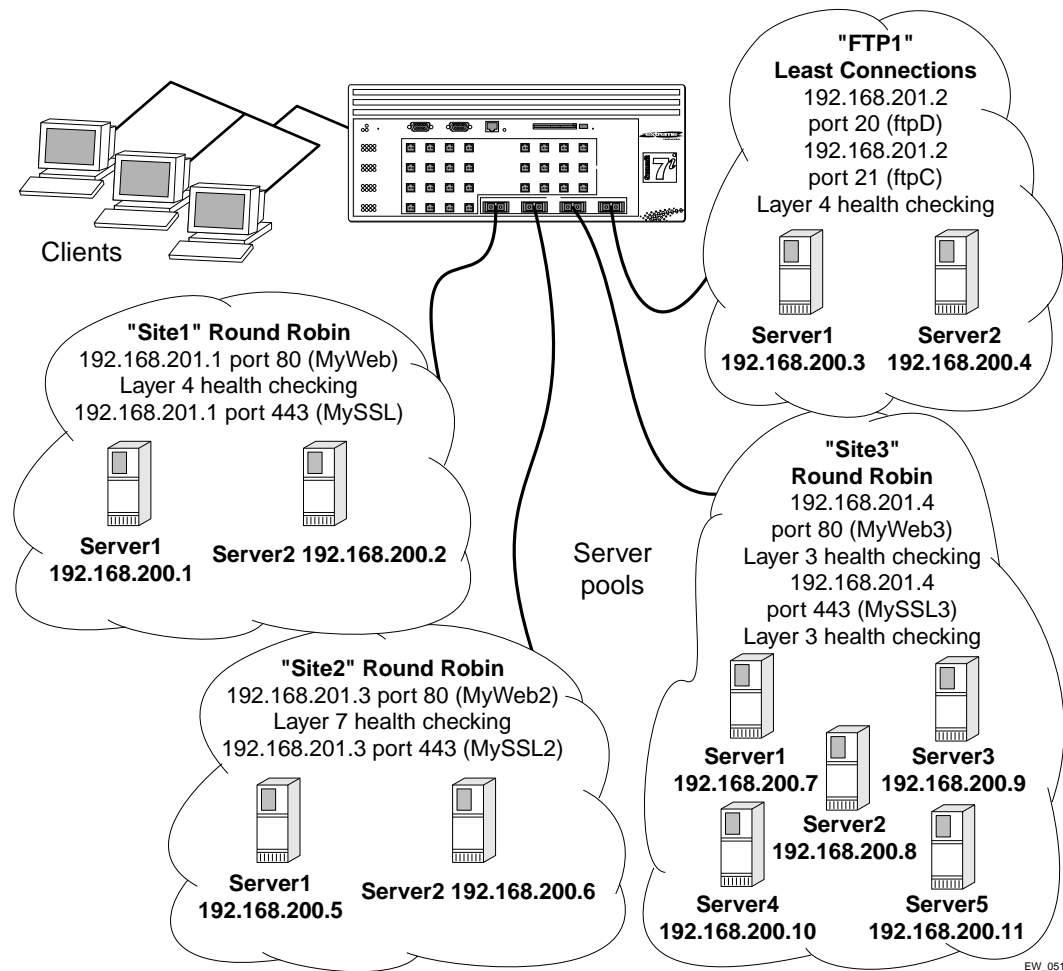 "FTP1"
Least Connections
192.168.201.2
port 20 (ftpD)
192.168.201.2
port 21 (ftpC)
Layer 4 health checking
Server1
192.168.200.3
Server2
192.168.200.4
Clients
7i
"Site1" Round Robin
192.168.201.1 port 80 (MyWeb)
Layer 4 health checking
192.168.201.1 port 443 (MySSL)
Server1
192.168.200.1
Server2 192.168.200.2
Server
pools
"Site3"
Round Robin
192.168.201.4
port 80 (MyWeb3)
Layer 3 health checking
192.168.201.4
port 443 (MySSL3)
Layer 3 health checking
Server1
192.168.200.7
Server3
192.168.200.9
Server2
192.168.200.8
Server4
192.168.200.10
Server5
192.168.200.11
"Site2" Round Robin
192.168.201.3 port 80 (MyWeb2)
Layer 7 health checking
192.168.201.3 port 443 (MySSL2)
Server1
192.168.200.5
Server2 192.168.200.6
EW_051